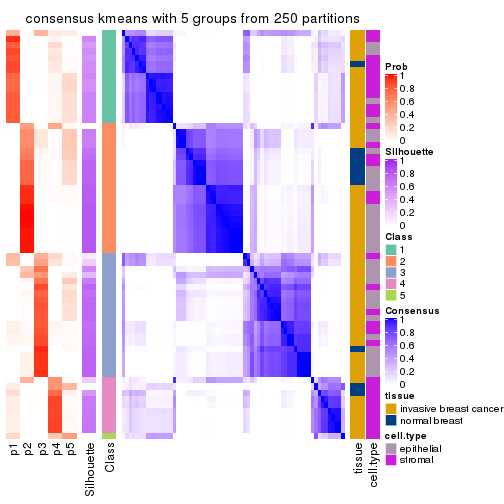 consensus kmeans with 5 groups from 250 partitions
Prob
1
0.8
0.6
0.4
0.2
0
Silhouette
1
0.8
0.6
0.4
0.2
0
Class
1
2
3
4
5
Consensus
1
0.8
0.6
0.4
0.2
0
tissue
invasive breast cancer
normal breast
cell.type
epithelial
stromal
p1
p2
p3
p4
p5
Silhouette
Class
tissue
cell.type